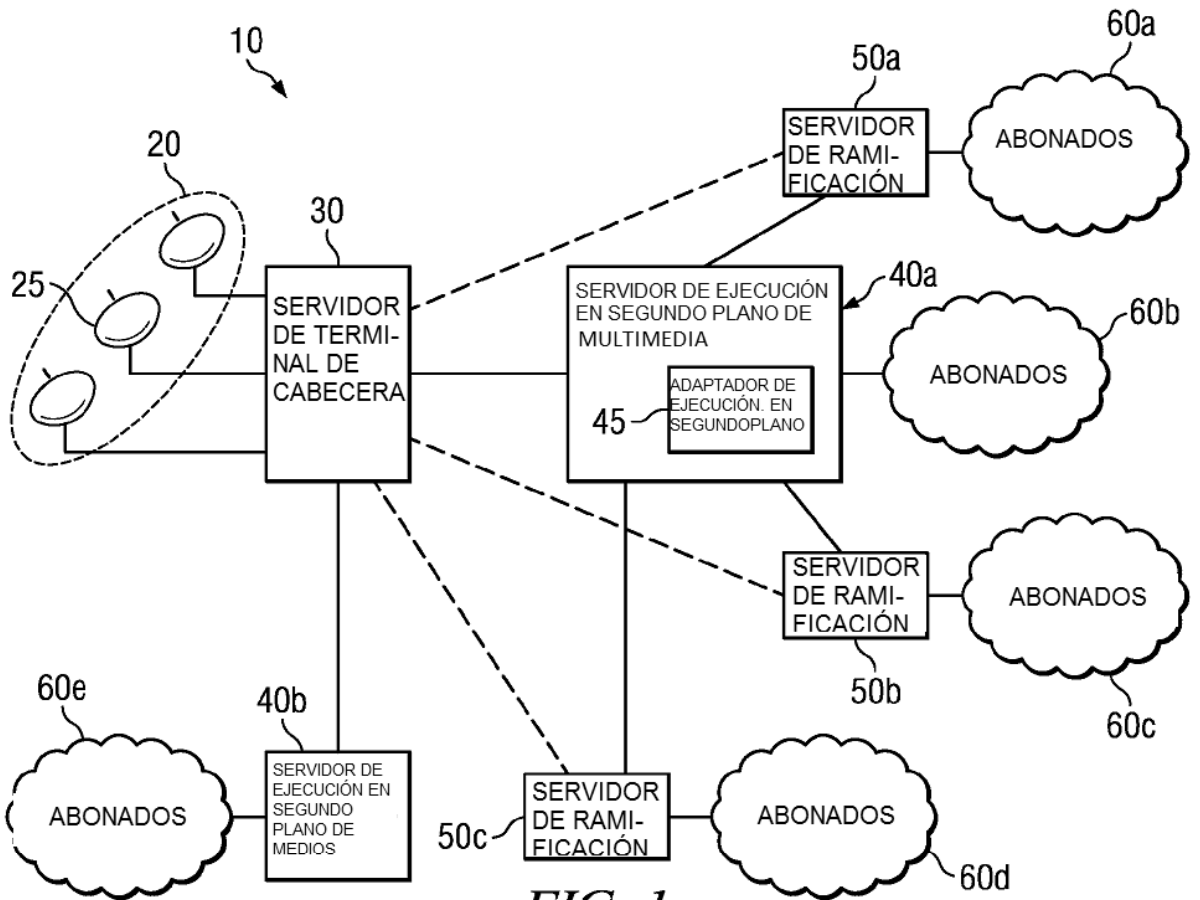 10
60a
50a
SERVIDOR
DE RAMI-
FICACIÓN
ABONADOS
20
30
25
SERVIDOR
DE TERMI-
NAL DE
CABECERA
SERVIDOR DE EJECUCIÓN
EN SEGUNDO PLANO DE
MULTIMEDIA
40a
60b
ABONADOS
45
ADAPTADOR DE
EJECUCIÓN. EN
SEGUNDOPLANO
SERVIDOR
DE RAMI-
FICACIÓN
50b
ABONADOS
60c
60e
ABONADOS
40b
SERVIDOR DE
EJECUCIÓN EN
SEGUNDO
PLANO DE
MEDIOS
50c
SERVIDOR
DE RAMI-
FICACIÓN
ABONADOS
60d
FIG. 1